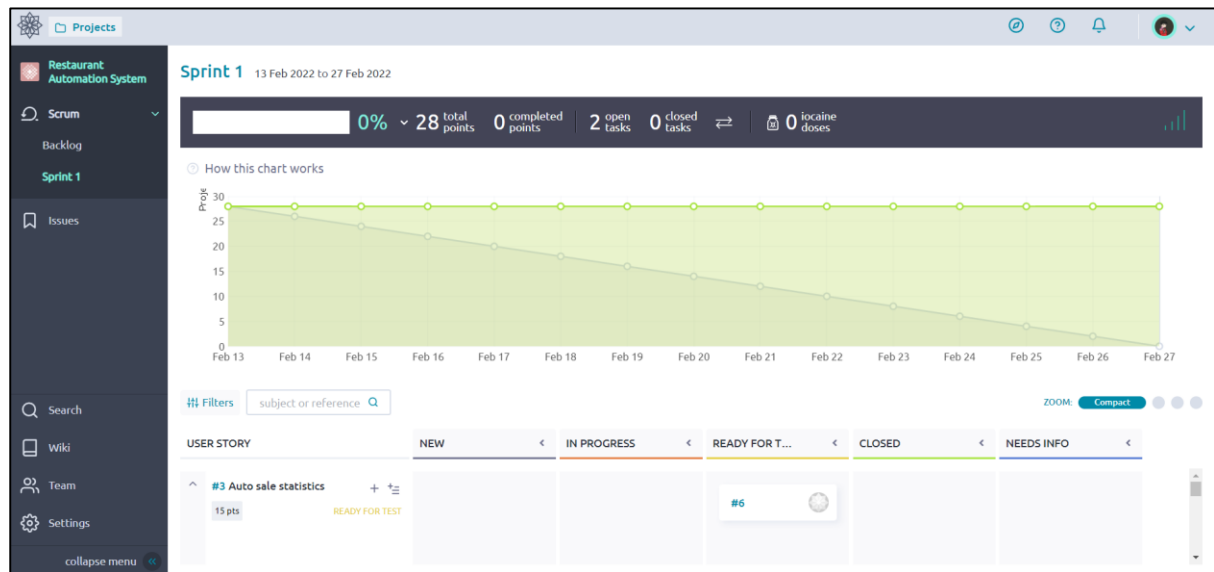 Projects
Restaurant
Automation System
Scrum
Backlog
Sprint 1
Issues
Search
Wiki
Team
Settings
collapse menu
Sprint 1 13 Feb 2022 to 27 Feb 2022
0% 28 total points 0 completed points 2 open tasks 0 closed tasks 0 iocaine doses
How this chart works
Proje
30
25
20
15
10
5
0
Feb 13 Feb 14 Feb 15 Feb 16 Feb 17 Feb 18 Feb 19 Feb 20 Feb 21 Feb 22 Feb 23 Feb 24 Feb 25 Feb 26 Feb 27
Filters subject or reference ZOOM: Compact
USER STORY NEW IN PROGRESS READY FOR T... CLOSED NEEDS INFO
#3 Auto sale statistics
#6
15 pts READY FOR TEST